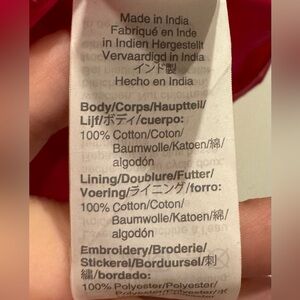 Made in India
Fabriqué en Inde
in Indien Hergestellt
Vervaardigd in India
インド製
Hecho en India
Body/Corps/Hauptteil/
Lijf/ボディ/cuerpo:
100% Cotton/Coton/
Baumwolle/Katoen/綿/
algodón
Lining/Doublure/Futter/
Voering/ライニング/forro:
100% Cotton/Coton/
Baumwolle/Katoen/綿/
algodón
Embroidery/Broderie/
Stickerei/Borduursel/刺
繍/bordado:
100% Polyester/Polyester/